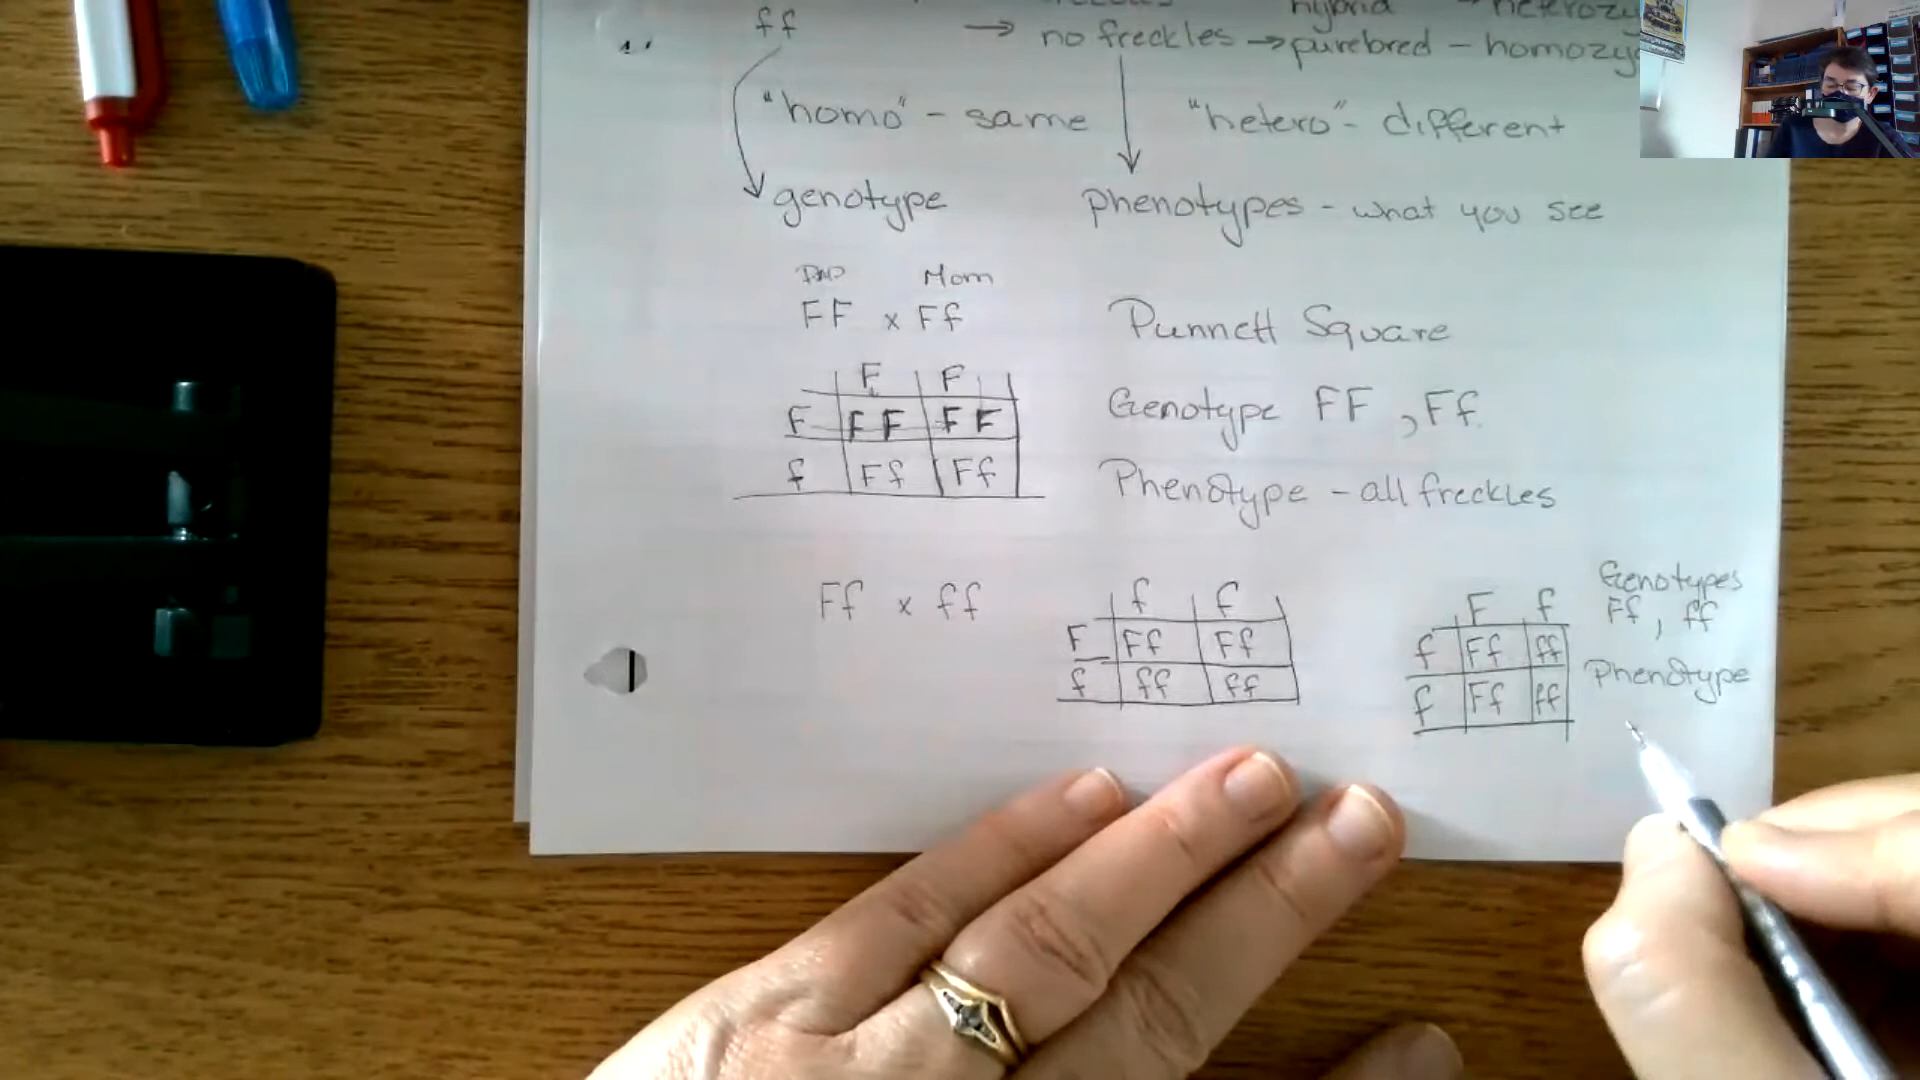 ff → no freckles → purebred - homozy
hybrid
"homo" - same "hetero" - different
genotype phenotypes - what you see
DAD Mom
FF x Ff Punnett Square
F F
F FF FF Genotype FF , Ff
f Ff Ff Phenotype - all freckles
Ff x ff
f f
F Ff Ff
f ff ff
F f
f Ff ff
f Ff ff
Genotypes
Ff , ff
Phenotype